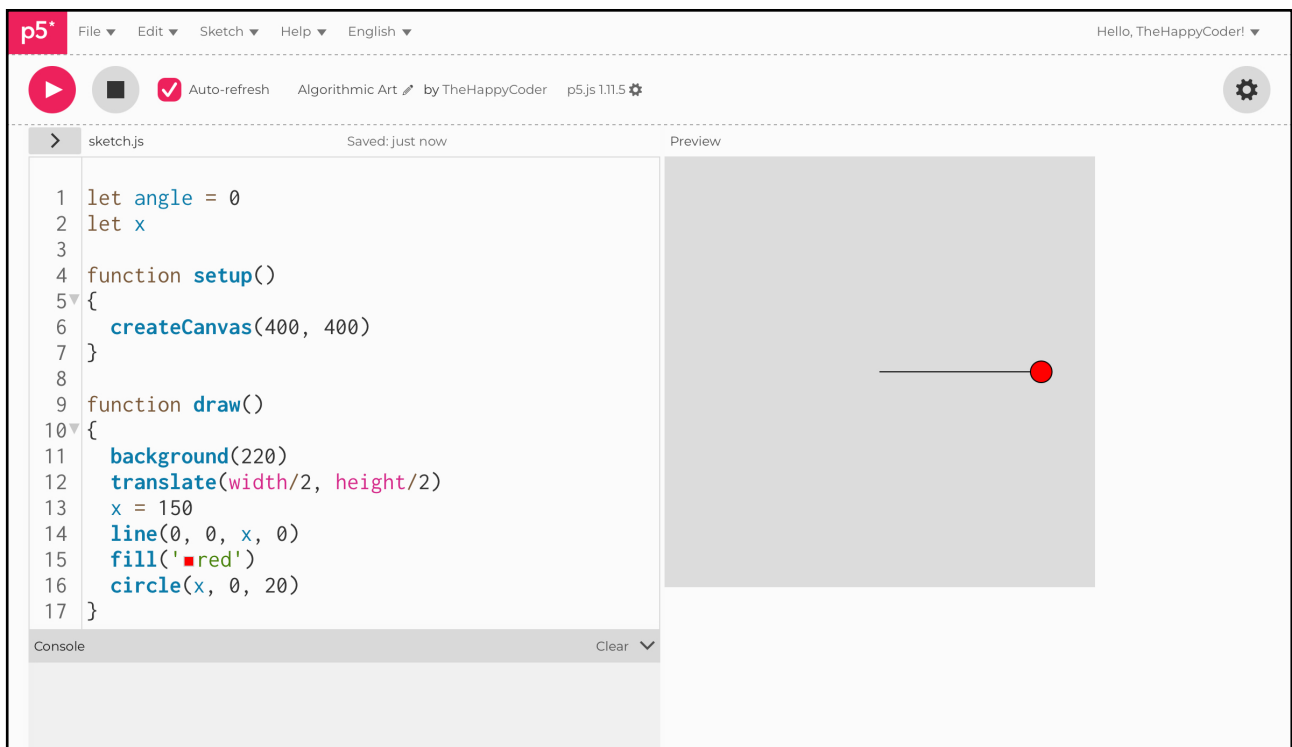 p5* File Edit Sketch Help English Hello, TheHappyCoder!
Auto-refresh Algorithmic Art by TheHappyCoder p5.js 1.11.5
sketch.js Saved: just now Preview
1 let angle = 0
2 let x
3
4 function setup()
5 {
6 createCanvas(400, 400)
7 }
8
9 function draw()
10 {
11 background(220)
12 translate(width/2, height/2)
13 x = 150
14 line(0, 0, x, 0)
15 fill('red')
16 circle(x, 0, 20)
17 }
Console Clear